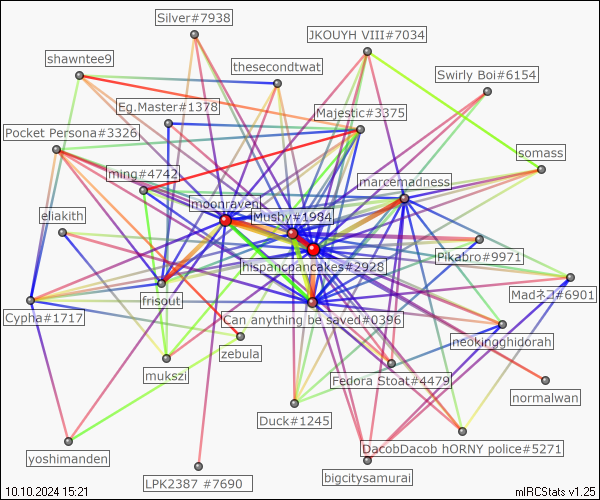 Silver#7938
JKOUYH VIII#7034
shawntee9
thesecondtwat
Swirly Boi#6154
Eg.Master#1378
Majestic#3375
Pocket Persona#3326
somass
ming#4742
marcemadness
moonraven
Mushy#1984
eliakith
Pikabro#9971
hispancpancakes#2928
Madネコ#6901
frisout
Cypha#1717
Can anything be saved#0396
neokingghidorah
zebula
mukszi
Fedora Stoat#4479
normalwan
Duck#1245
DacobDacob hORNY police#5271
yoshimanden
bigcitysamurai
LPK2387 #7690
10.10.2024 15:21
mIRCStats v1.25